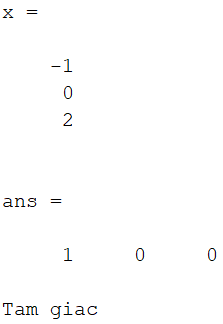 x =
-1
0
2
ans =
1 0 0
Tam giac